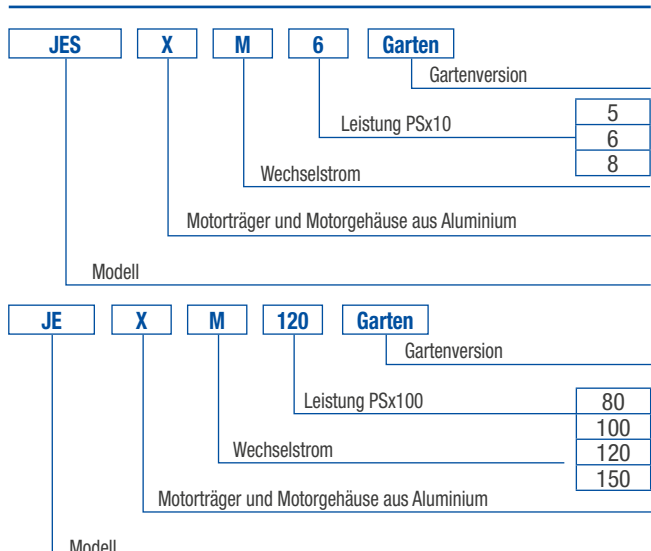 JES X M 6 Garten
Gartenversion
5
Leistung PSx10
6
8
Wechselstrom
Motorträger und Motorgehäuse aus Aluminium
Modell
JE X M 120 Garten
Gartenversion
Leistung PSx100 80
100
Wechselstrom 120
150
Motorträger und Motorgehäuse aus Aluminium
Modell